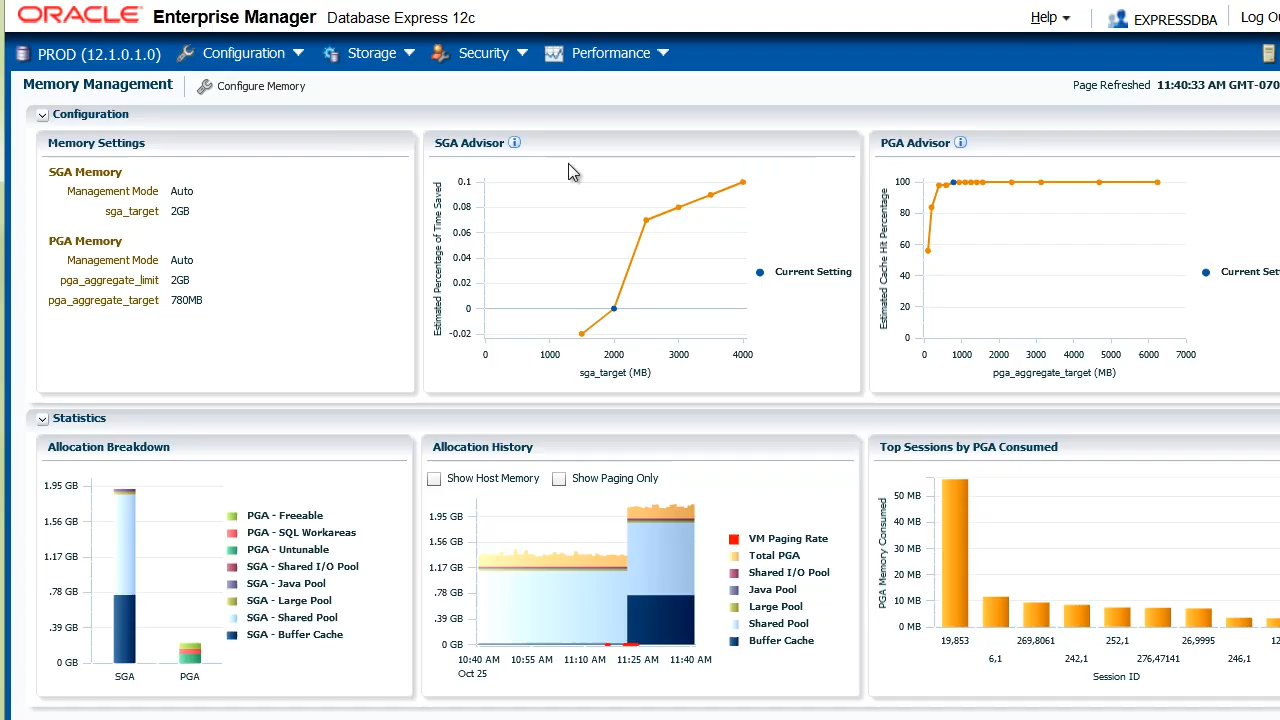 ORACLE Enterprise Manager Database Express 12c
Help EXPRESSDBA Log O
PROD (12.1.0.1.0) Configuration Storage Security Performance
Memory Management Configure Memory
Page Refreshed 11:40:33 AM GMT-070
Configuration
Memory Settings
SGA Memory
Management Mode Auto
sga_target 2GB
PGA Memory
Management Mode Auto
pga_aggregate_limit 2GB
pga_aggregate_target 780MB
SGA Advisor
Estimated Percentage of Time Saved
0.1
0.08
0.06
0.04
0.02
0
-0.02
0 1000 2000 3000 4000
sga_target (MB)
Current Setting
PGA Advisor
Estimated Cache Hit Percentage
100
80
60
40
20
0
0 1000 2000 3000 4000 5000 6000 7000
pga_aggregate_target (MB)
Current Set
Statistics
Allocation Breakdown
1.95 GB
1.56 GB
1.17 GB
.78 GB
.39 GB
0 GB
SGA PGA
PGA - Freeable
PGA - SQL Workareas
PGA - Untunable
SGA - Shared I/O Pool
SGA - Java Pool
SGA - Large Pool
SGA - Shared Pool
SGA - Buffer Cache
Allocation History
Show Host Memory Show Paging Only
1.95 GB
1.56 GB
1.17 GB
.78 GB
.39 GB
0 GB
10:40 AM 10:55 AM 11:10 AM 11:25 AM 11:40 AM
Oct 25
VM Paging Rate
Total PGA
Shared I/O Pool
Java Pool
Large Pool
Shared Pool
Buffer Cache
Top Sessions by PGA Consumed
PGA Memory Consumed
50 MB
40 MB
30 MB
20 MB
10 MB
0 MB
19,853 269,8061 252,1 26,9995 12
6,1 242,1 276,47141 246,1
Session ID